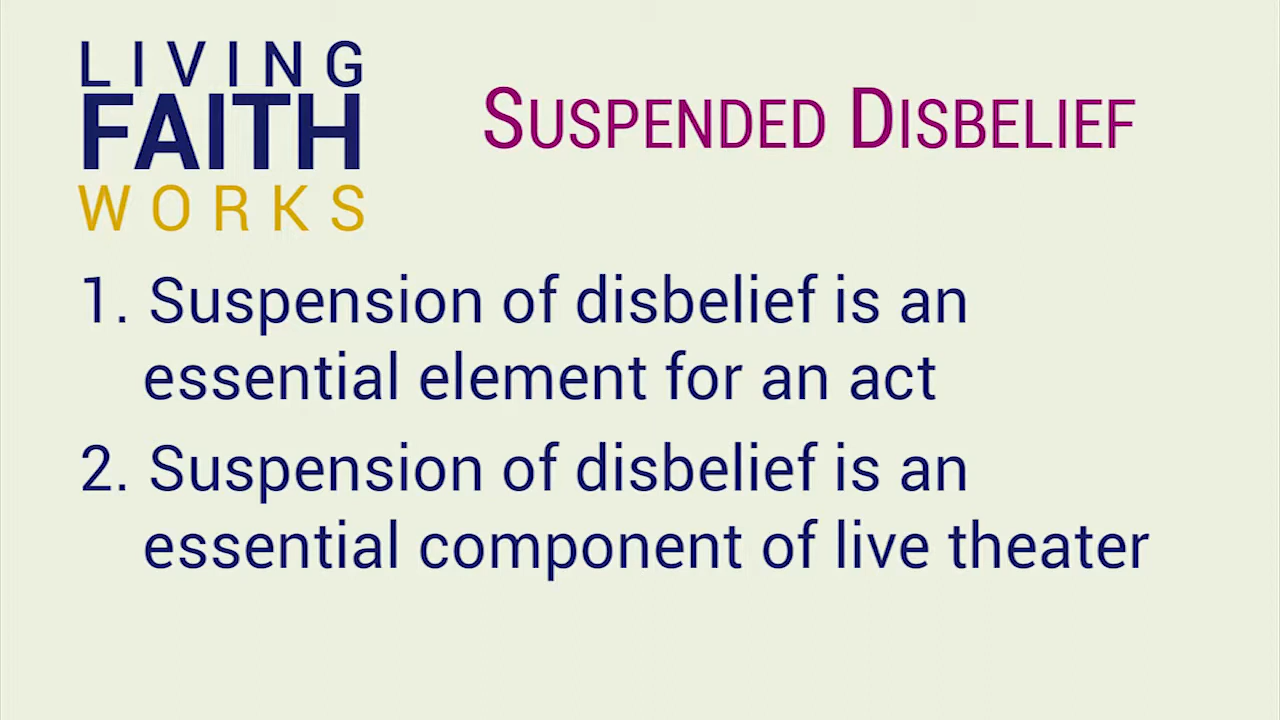 LIVING
FAITH
WORKS
SUSPENDED DISBELIEF
1. Suspension of disbelief is an
essential element for an act
2. Suspension of disbelief is an
essential component of live theater